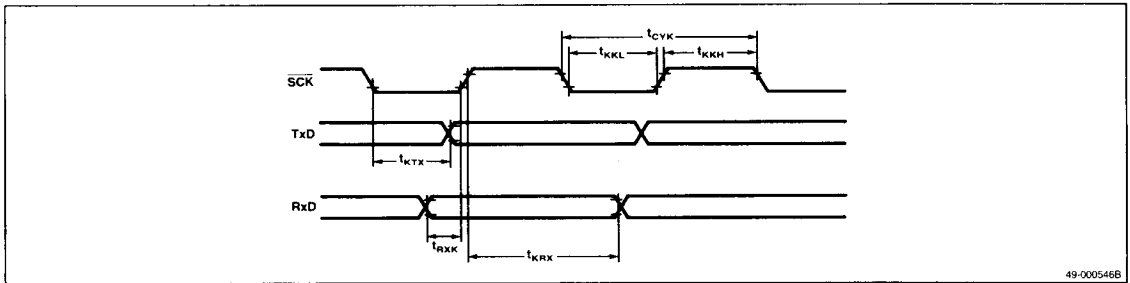 tCYK
tKKL
tKKH
SCK
TxD
tKTX
RxD
tRXK
tKRX
49-000546B